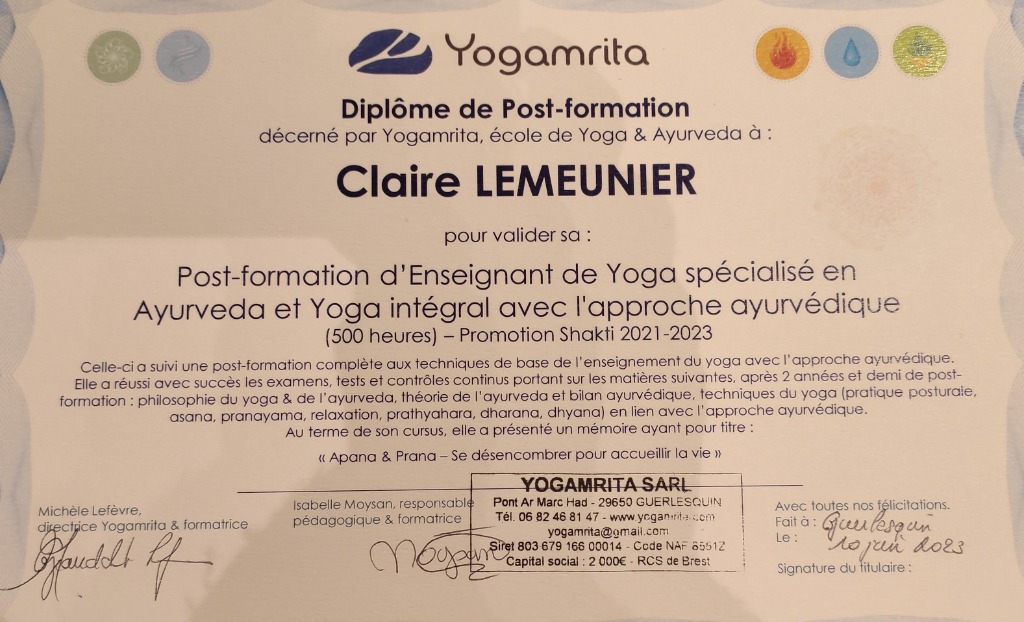 Yogamrita
Diplôme de Post-formation
décerné par Yogamrita, école de Yoga & Ayurveda à :
Claire LEMEUNIER
pour valider sa :
Post-formation d'Enseignant de Yoga spécialisé en
Ayurveda et Yoga intégral avec l'approche ayurvédique
(500 heures) – Promotion Shakti 2021-2023
Celle-ci a suivi une post-formation complète aux techniques de base de l'enseignement du yoga avec l'approche ayurvédique.
Elle a réussi avec succès les examens, tests et contrôles continus portant sur les matières suivantes, après 2 années et demi de post-
formation : philosophie du yoga & de l'ayurveda, théorie de l'ayurveda et bilan ayurvédique, techniques du yoga (pratique posturale,
asana, pranayama, relaxation, prathyahara, dharana, dhyana) en lien avec l'approche ayurvédique.
Au terme de son cursus, elle a présenté un mémoire ayant pour titre :
« Apana & Prana – Se désencombrer pour accueillir la vie »
Michèle Lefèvre,
directrice Yogamrita & formatrice
Isabelle Moysan, responsable
pédagogique & formatrice
Moysan
YOGAMRITA SARL
Pont Ar Marc Had - 29650 GUERLESQUIN
Tél. 06 82 46 81 47 - www.yogamrita.com
yogamrita@gmail.com
Siret 803 679 166 00014 - Code NAF 85512
Capital social : 2 000€ - RCS de Brest
Avec toutes nos félicitations.
Fait à : Guerlesquin
Le : 10 juin 2023
Signature du titulaire :